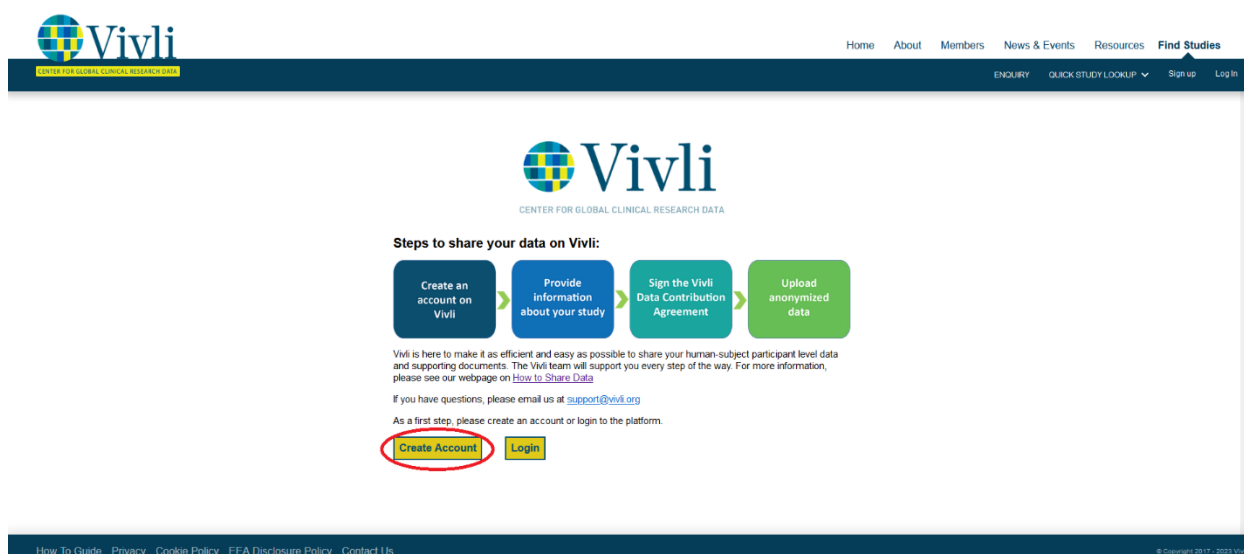 Vivli
CENTER FOR GLOBAL CLINICAL RESEARCH DATA
Home About Members News & Events Resources Find Studies
ENQUIRY QUICK STUDY LOOKUP Sign up Log In
Vivli
CENTER FOR GLOBAL CLINICAL RESEARCH DATA
Steps to share your data on Vivli:
Create an
account on
Vivli
Provide
information
about your study
Sign the Vivli
Data Contribution
Agreement
Upload
anonymized
data
Vivli is here to make it as efficient and easy as possible to share your human-subject participant level data
and supporting documents. The Vivli team will support you every step of the way. For more information,
please see our webpage on How to Share Data
If you have questions, please email us at support@vivli.org
As a first step, please create an account or login to the platform.
Create Account Login
How To Guide Privacy Cookie Policy EEA Disclosure Policy Contact Us
© Copyright 2017 - 2023 Viv